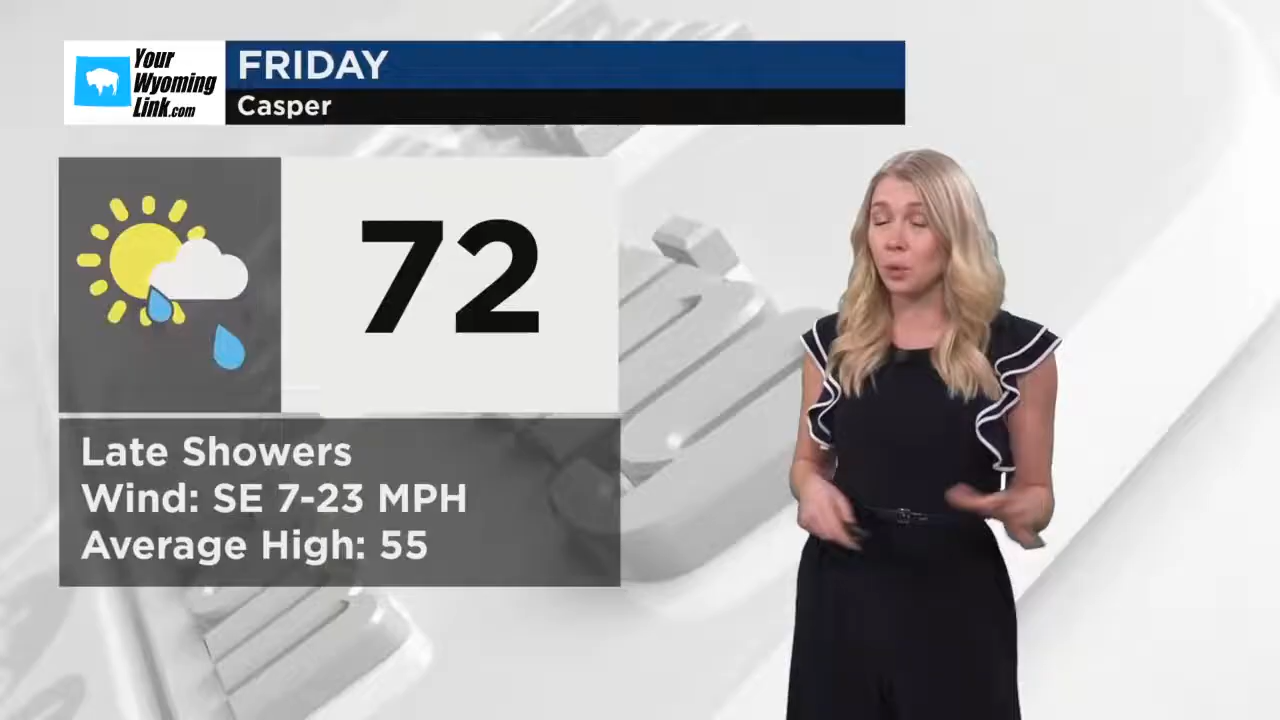 Your
Wyoming
Link.com
FRIDAY
Casper
72
Late Showers
Wind: SE 7-23 MPH
Average High: 55